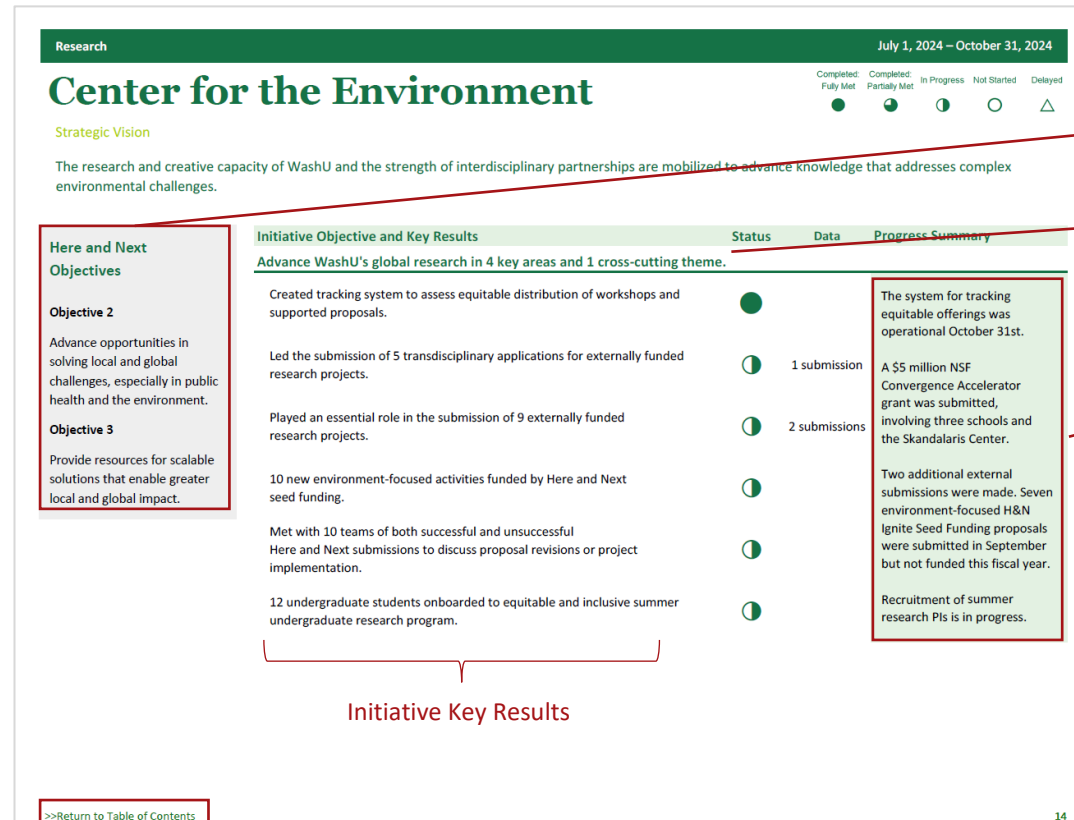 Research
July 1, 2024 – October 31, 2024
Center for the Environment
Completed: Fully Met
Completed: Partially Met
In Progress
Not Started
Delayed
Strategic Vision
The research and creative capacity of WashU and the strength of interdisciplinary partnerships are mobilized to advance knowledge that addresses complex
environmental challenges.
Here and Next
Objectives
Objective 2
Advance opportunities in
solving local and global
challenges, especially in public
health and the environment.
Objective 3
Provide resources for scalable
solutions that enable greater
local and global impact.
Initiative Objective and Key Results
Status
Data
Progress Summary
Advance WashU's global research in 4 key areas and 1 cross-cutting theme.
Created tracking system to assess equitable distribution of workshops and
supported proposals.
Led the submission of 5 transdisciplinary applications for externally funded
research projects.
1 submission
Played an essential role in the submission of 9 externally funded
research projects.
2 submissions
10 new environment-focused activities funded by Here and Next
seed funding.
Met with 10 teams of both successful and unsuccessful
Here and Next submissions to discuss proposal revisions or project
implementation.
12 undergraduate students onboarded to equitable and inclusive summer
undergraduate research program.
The system for tracking
equitable offerings was
operational October 31st.
A $5 million NSF
Convergence Accelerator
grant was submitted,
involving three schools and
the Skandalaris Center.
Two additional external
submissions were made. Seven
environment-focused H&N
Ignite Seed Funding proposals
were submitted in September
but not funded this fiscal year.
Recruitment of summer
research PIs is in progress.
Initiative Key Results
>>Return to Table of Contents
14